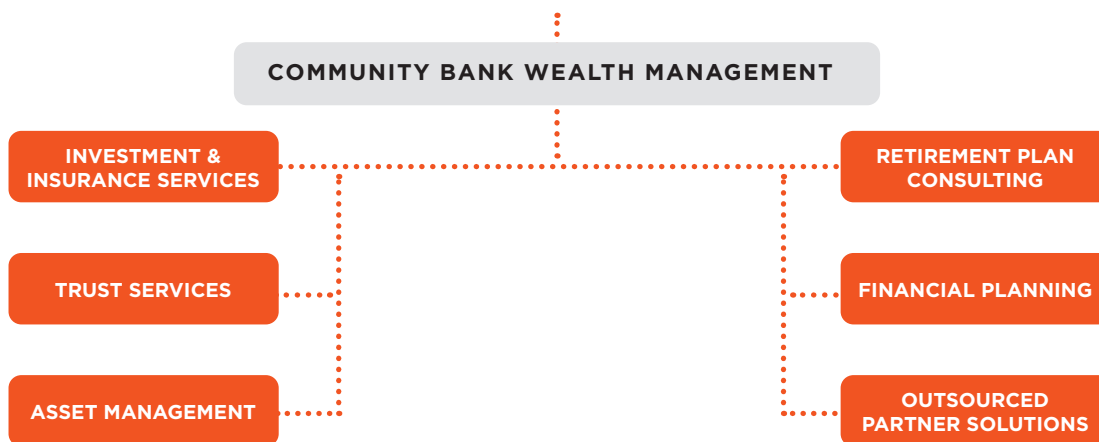 COMMUNITY BANK WEALTH MANAGEMENT
INVESTMENT &
INSURANCE SERVICES
TRUST SERVICES
ASSET MANAGEMENT
RETIREMENT PLAN
CONSULTING
FINANCIAL PLANNING
OUTSOURCED
PARTNER SOLUTIONS